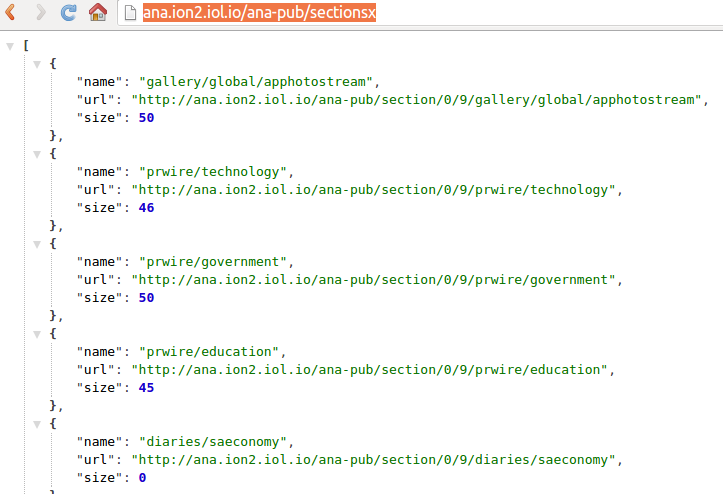 ana.ion2.iol.io/ana-pub/sectionsx
[
{
"name": "gallery/global/apphotostream",
"url": "http://ana.ion2.iol.io/ana-pub/section/0/9/gallery/global/apphotostream",
"size": 50
},
{
"name": "prwire/technology",
"url": "http://ana.ion2.iol.io/ana-pub/section/0/9/prwire/technology",
"size": 46
},
{
"name": "prwire/government",
"url": "http://ana.ion2.iol.io/ana-pub/section/0/9/prwire/government",
"size": 50
},
{
"name": "prwire/education",
"url": "http://ana.ion2.iol.io/ana-pub/section/0/9/prwire/education",
"size": 45
},
{
"name": "diaries/saeconomy",
"url": "http://ana.ion2.iol.io/ana-pub/section/0/9/diaries/saeconomy",
"size": 0